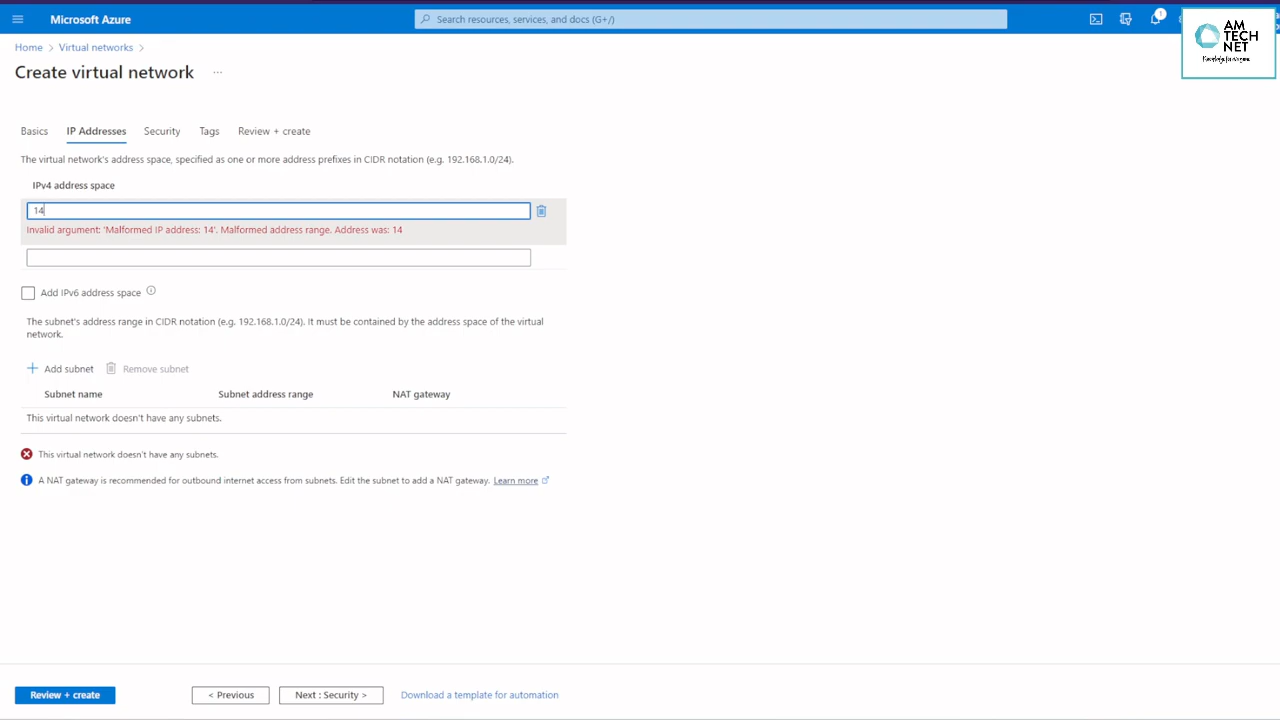 Microsoft Azure
Search resources, services, and docs (G+/)
1
AM
TECH
NET
Home > Virtual networks >
Create virtual network ...
Basics IP Addresses Security Tags Review + create
The virtual network's address space, specified as one or more address prefixes in CIDR notation (e.g. 192.168.1.0/24).
IPv4 address space
14
Invalid argument: 'Malformed IP address: 14'. Malformed address range. Address was: 14
Add IPv6 address space
The subnet's address range in CIDR notation (e.g. 192.168.1.0/24). It must be contained by the address space of the virtual
network.
+ Add subnet Remove subnet
Subnet name Subnet address range NAT gateway
This virtual network doesn't have any subnets.
This virtual network doesn't have any subnets.
A NAT gateway is recommended for outbound internet access from subnets. Edit the subnet to add a NAT gateway. Learn more
Review + create < Previous Next : Security > Download a template for automation